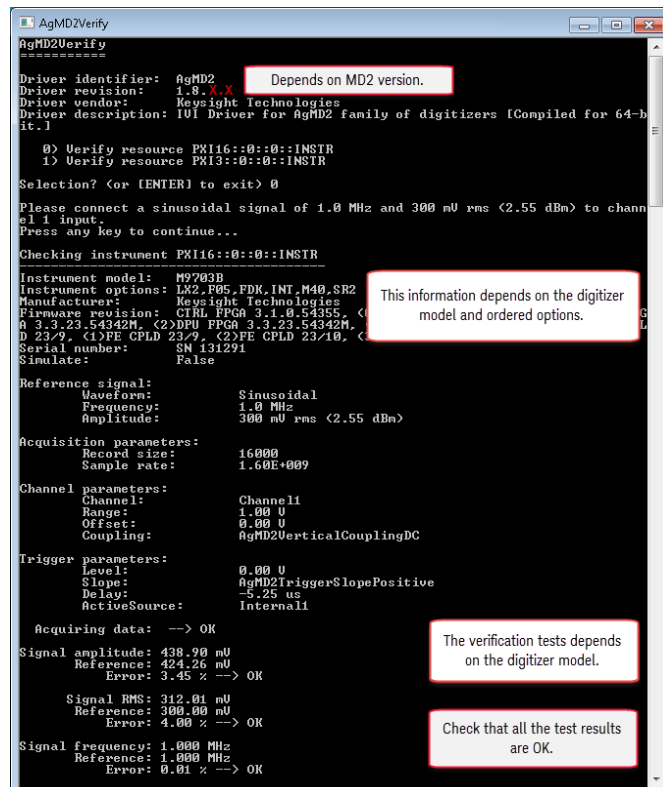 AgMD2Verify
AgMD2Verify
===========
Driver identifier: AgMD2
Driver revision: 1.8.X.X
Depends on MD2 version.
Driver vendor: Keysight Technologies
Driver description: IVI Driver for AgMD2 family of digitizers [Compiled for 64-b
it.]
0) Verify resource PXI16::0::0::INSTR
1) Verify resource PXI3::0::0::INSTR
Selection? (or [ENTER] to exit) 0
Please connect a sinusoidal signal of 1.0 MHz and 300 mV rms (2.55 dBm) to chann
el 1 input.
Press any key to continue...
Checking instrument PXI16::0::0::INSTR
Instrument model: M9703B
Instrument options: LX2,F05,FDK,INT,M40,SR2
Manufacturer: Keysight Technologies
Firmware revision: CTRL FPGA 3.1.0.54355, G
A 3.3.23.54342M, (2)DPU FPGA 3.3.23.54342M, L
D 23/9, (1)FE CPLD 23/9, (2)FE CPLD 23/10,
Serial number: SN 131291
Simulate: False
This information depends on the digitizer
model and ordered options.
Reference signal:
Waveform: Sinusoidal
Frequency: 1.0 MHz
Amplitude: 300 mV rms (2.55 dBm)
Acquisition parameters:
Record size: 16000
Sample rate: 1.60E+009
Channel parameters:
Channel: Channel1
Range: 1.00 V
Offset: 0.00 V
Coupling: AgMD2VerticalCouplingDC
Trigger parameters:
Level: 0.00 V
Slope: AgMD2TriggerSlopePositive
Delay: -5.25 us
ActiveSource: Internal1
Acquiring data: --> OK
Signal amplitude: 438.90 mV
Reference: 424.26 mV
Error: 3.45 % --> OK
The verification tests depends
on the digitizer model.
Signal RMS: 312.01 mV
Reference: 300.00 mV
Error: 4.00 % --> OK
Check that all the test results
are OK.
Signal frequency: 1.000 MHz
Reference: 1.000 MHz
Error: 0.01 % --> OK